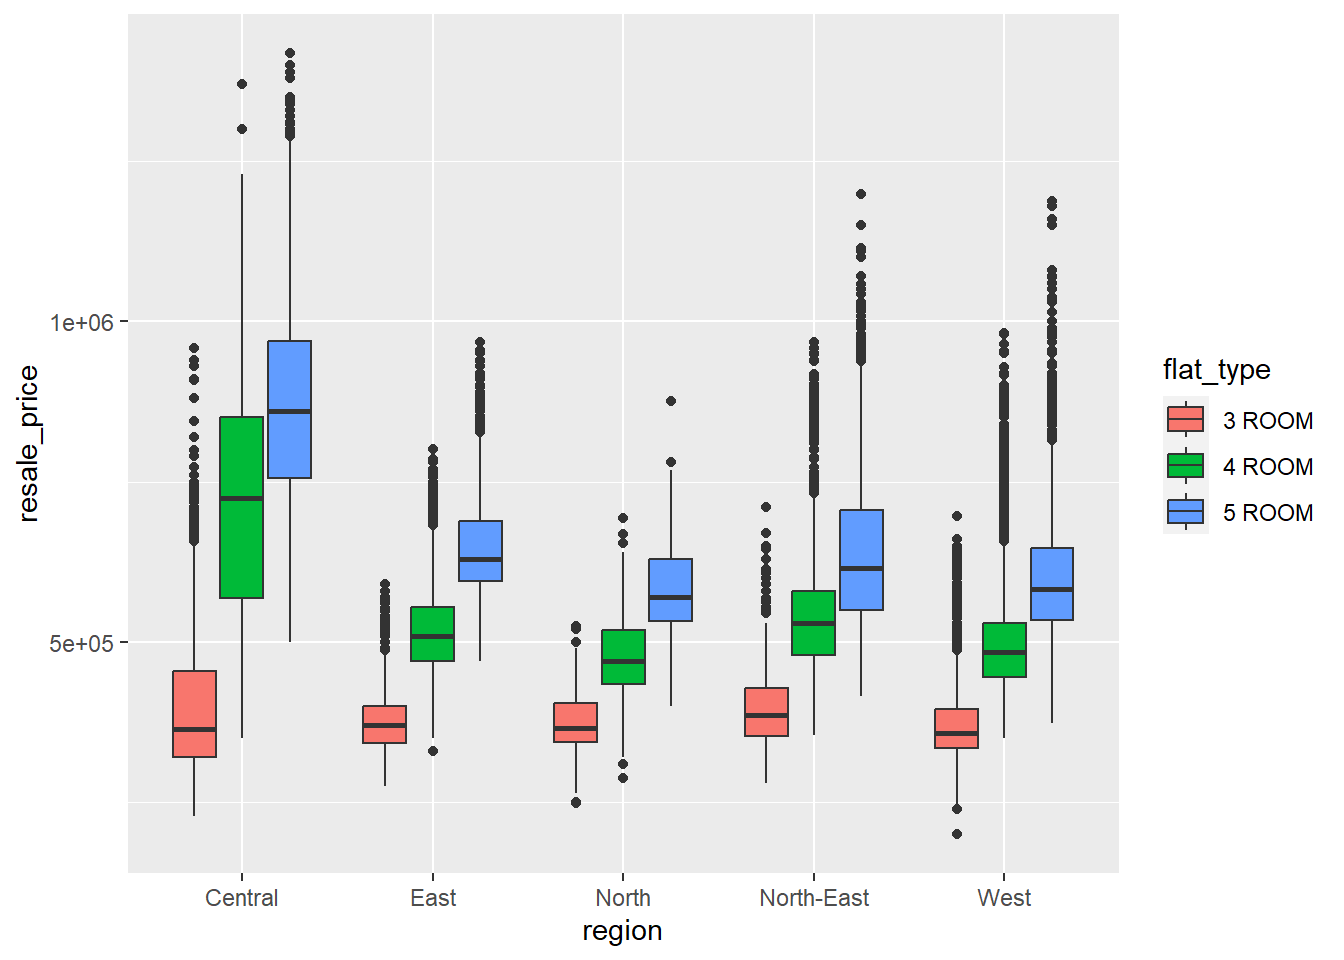 resale_price
1e+06
5e+05
Central
East
North
North-East
West
region
flat_type
3 ROOM
4 ROOM
5 ROOM